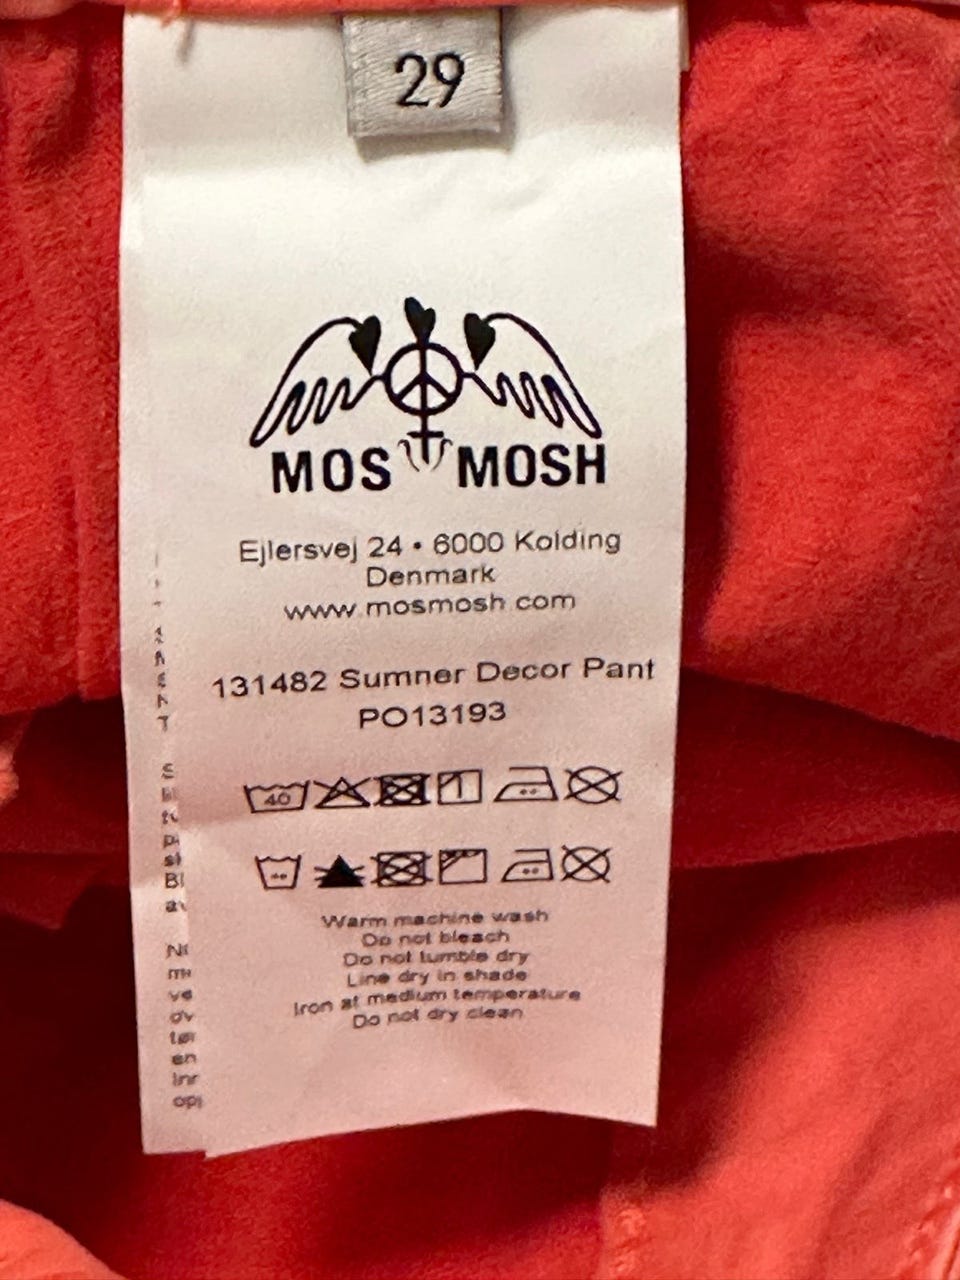 29
MOS MOSH
Ejlersvej 24 • 6000 Kolding
Denmark
www.mosmosh.com
131482 Sumner Decor Pant
PO13193
40
Warm machine wash
Do not bleach
Do not tumble dry
Line dry in shade
Iron at medium temperature
Do not dry clean